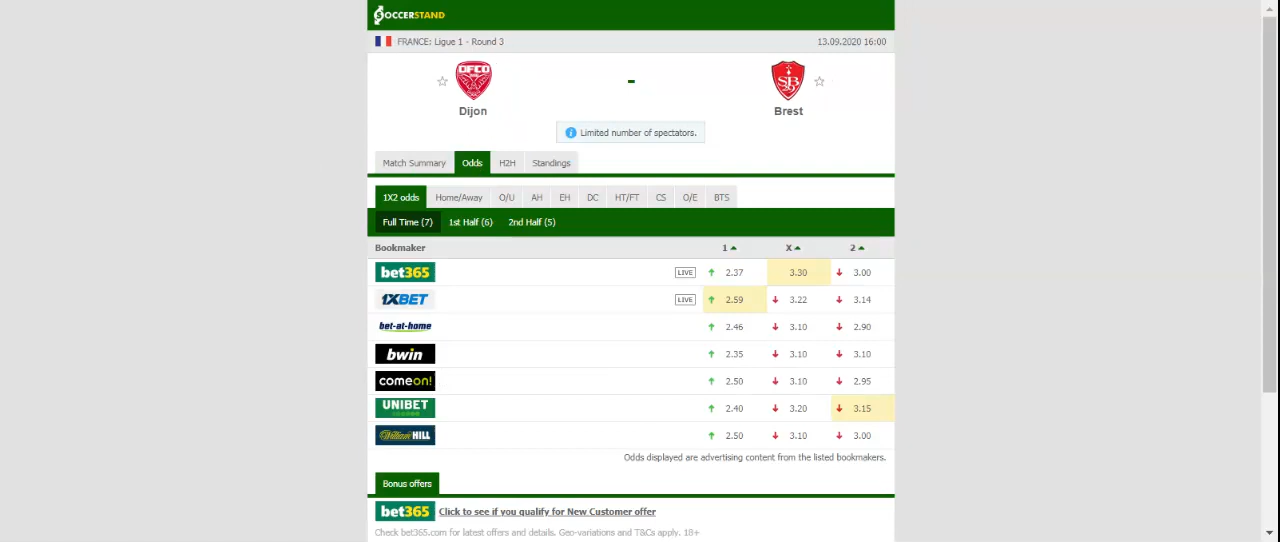 SOCCERSTAND
FRANCE: Ligue 1 - Round 3 13.09.2020 16:00
DFCO SB29
-
Dijon Brest
Limited number of spectators.
Match Summary Odds H2H Standings
1X2 odds Home/Away O/U AH EH DC HT/FT CS O/E BTS
Full Time (7) 1st Half (6) 2nd Half (5)
Bookmaker 1 X 2
bet365 LIVE 2.37 3.30 3.00
1XBET LIVE 2.59 3.22 3.14
bet-at-home 2.46 3.10 2.90
bwin 2.35 3.10 3.10
comeon! 2.50 3.10 2.95
UNIBET 2.40 3.20 3.15
William HILL 2.50 3.10 3.00
Odds displayed are advertising content from the listed bookmakers.
Bonus offers
bet365 Click to see if you qualify for New Customer offer
Check bet365.com for latest offers and details. Geo-variations and T&Cs apply. 18+